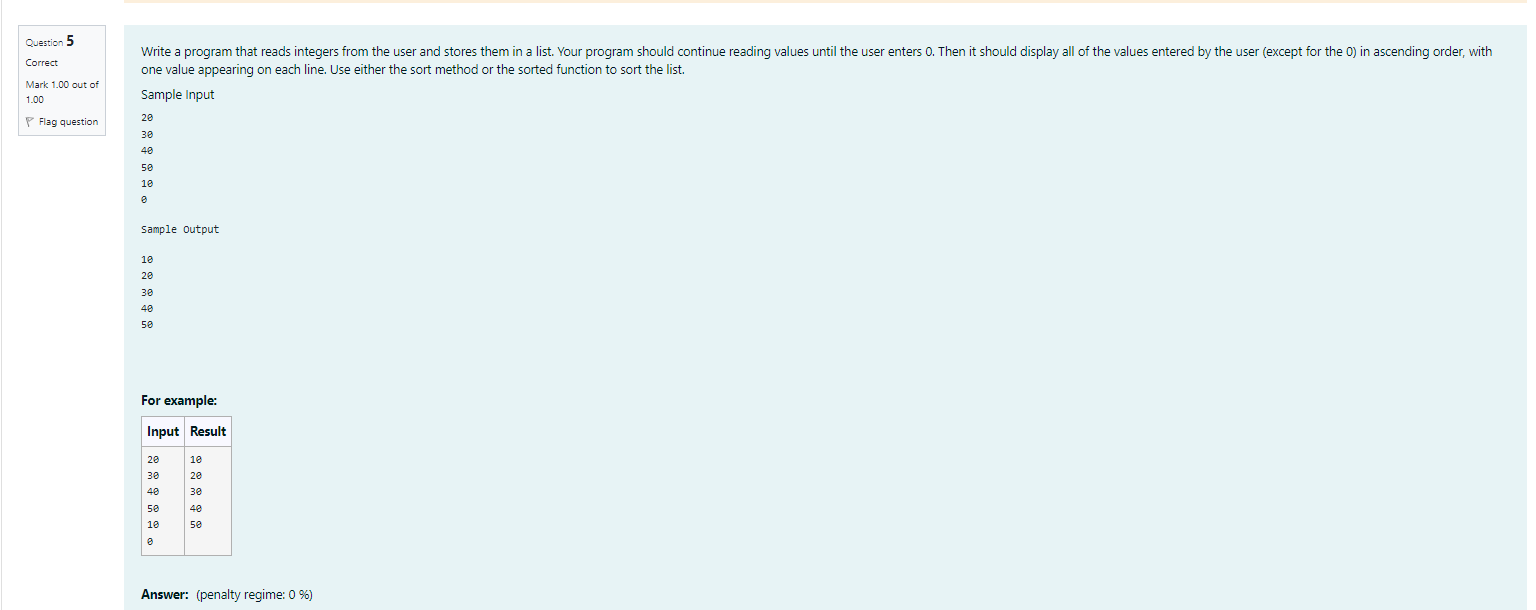 Question 5
Correct
Mark 1.00 out of
1.00
Flag question
Write a program that reads integers from the user and stores them in a list. Your program should continue reading values until the user enters 0. Then it should display all of the values entered by the user (except for the 0) in ascending order, with
one value appearing on each line. Use either the sort method or the sorted function to sort the list.
Sample Input
20
30
40
50
10
0
Sample Output
10
20
30
40
50
For example:
Input Result
20 10
30 20
40 30
50 40
10 50
0
Answer: (penalty regime: 0 %)